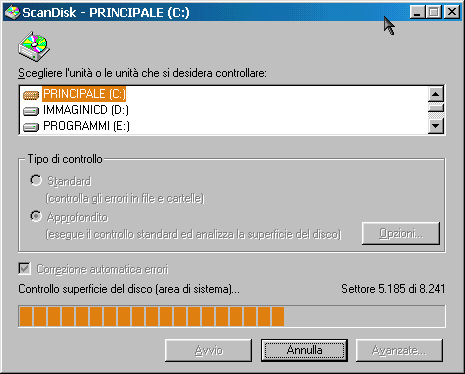 ScanDisk - PRINCIPALE (C:)
Scegliere l'unità o le unità che si desidera controllare:
PRINCIPALE (C:)
IMMAGINICD (D:)
PROGRAMMI (E:)
Tipo di controllo
Standard
(controlla gli errori in file e cartelle)
Approfondito
(esegue il controllo standard ed analizza la superficie del disco)
Opzioni...
Correzione automatica errori
Controllo superficie del disco (area di sistema)... Settore 5.185 di 8.241
Avvio Annulla Avanzate...